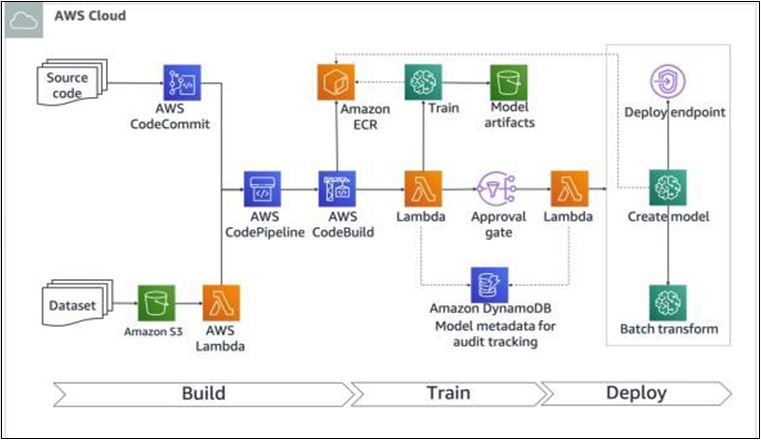 AWS Cloud
Source
code
AWS
CodeCommit
Amazon
ECR
Train
Model
artifacts
Deploy endpoint
AWS
CodePipeline
AWS
CodeBuild
Lambda
Approval
gate
Lambda
Create model
Dataset
Amazon S3
AWS
Lambda
Amazon DynamoDB
Model metadata for
audit tracking
Batch transform
Build
Train
Deploy